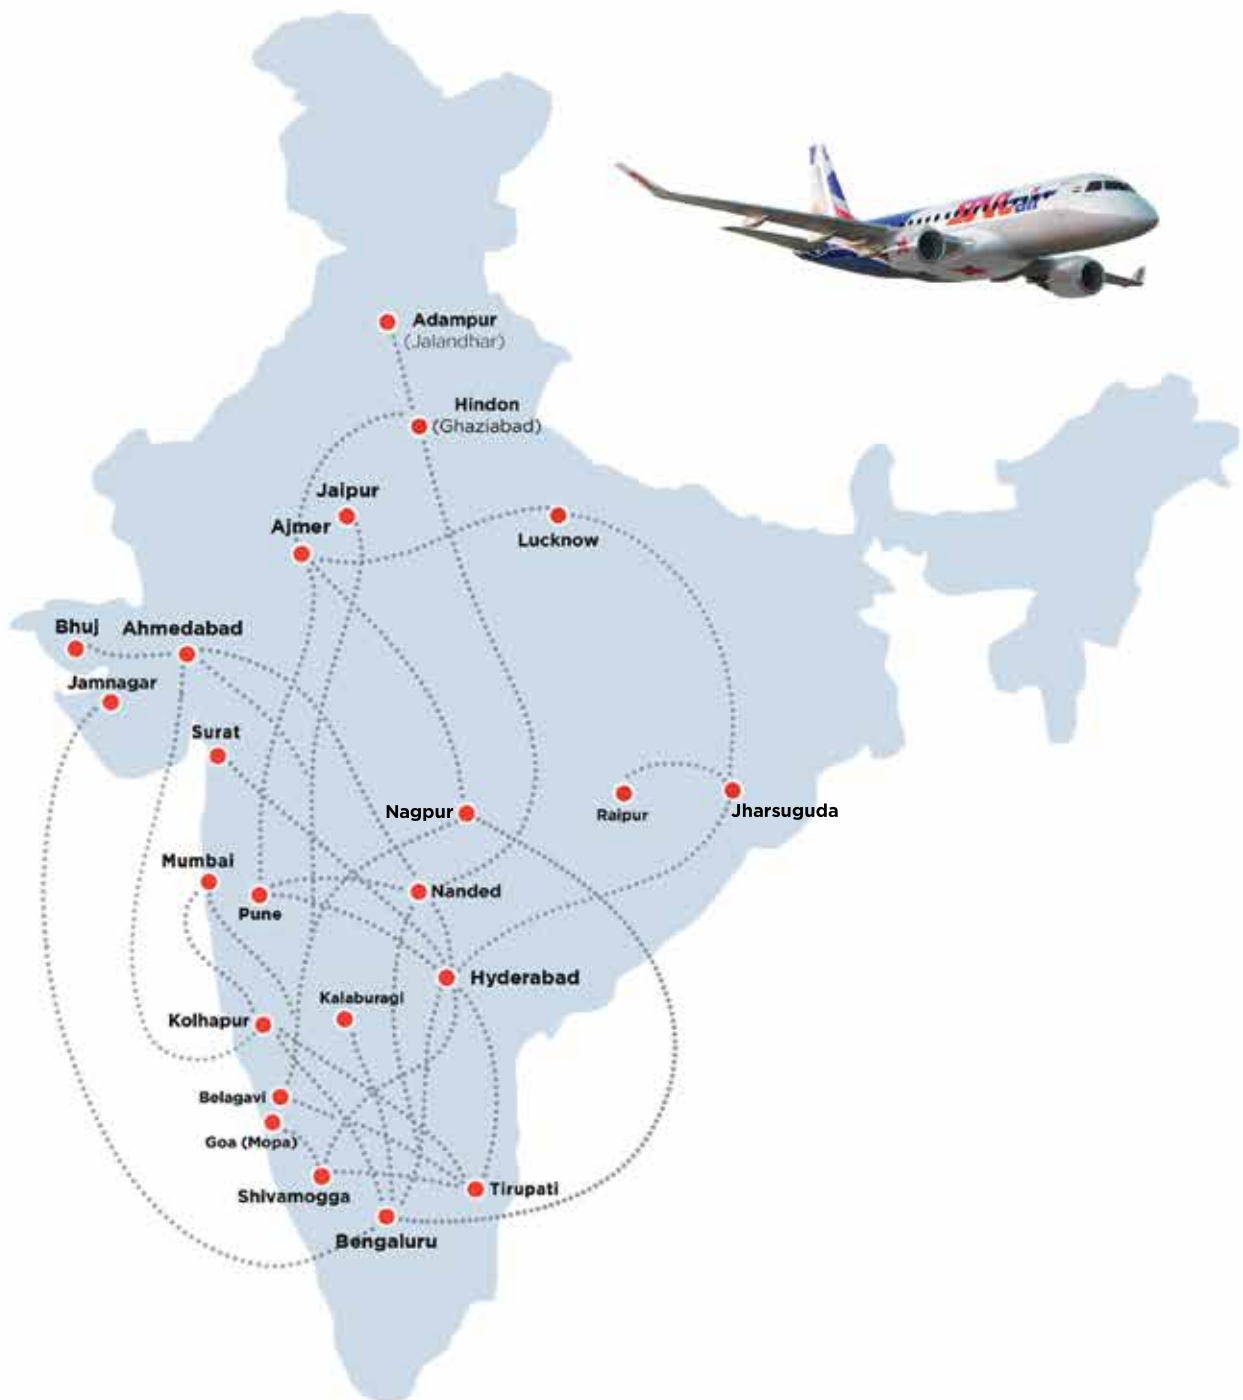 Adampur
(Jalandhar)
Hindon
(Ghaziabad)
Jaipur
Ajmer
Lucknow
Bhuj
Ahmedabad
Jamnagar
Surat
Nagpur
Raipur
Jharsuguda
Mumbai
Pune
Nanded
Hyderabad
Kalaburagi
Kolhapur
Belagavi
Goa (Mopa)
Shivamogga
Tirupati
Bengaluru